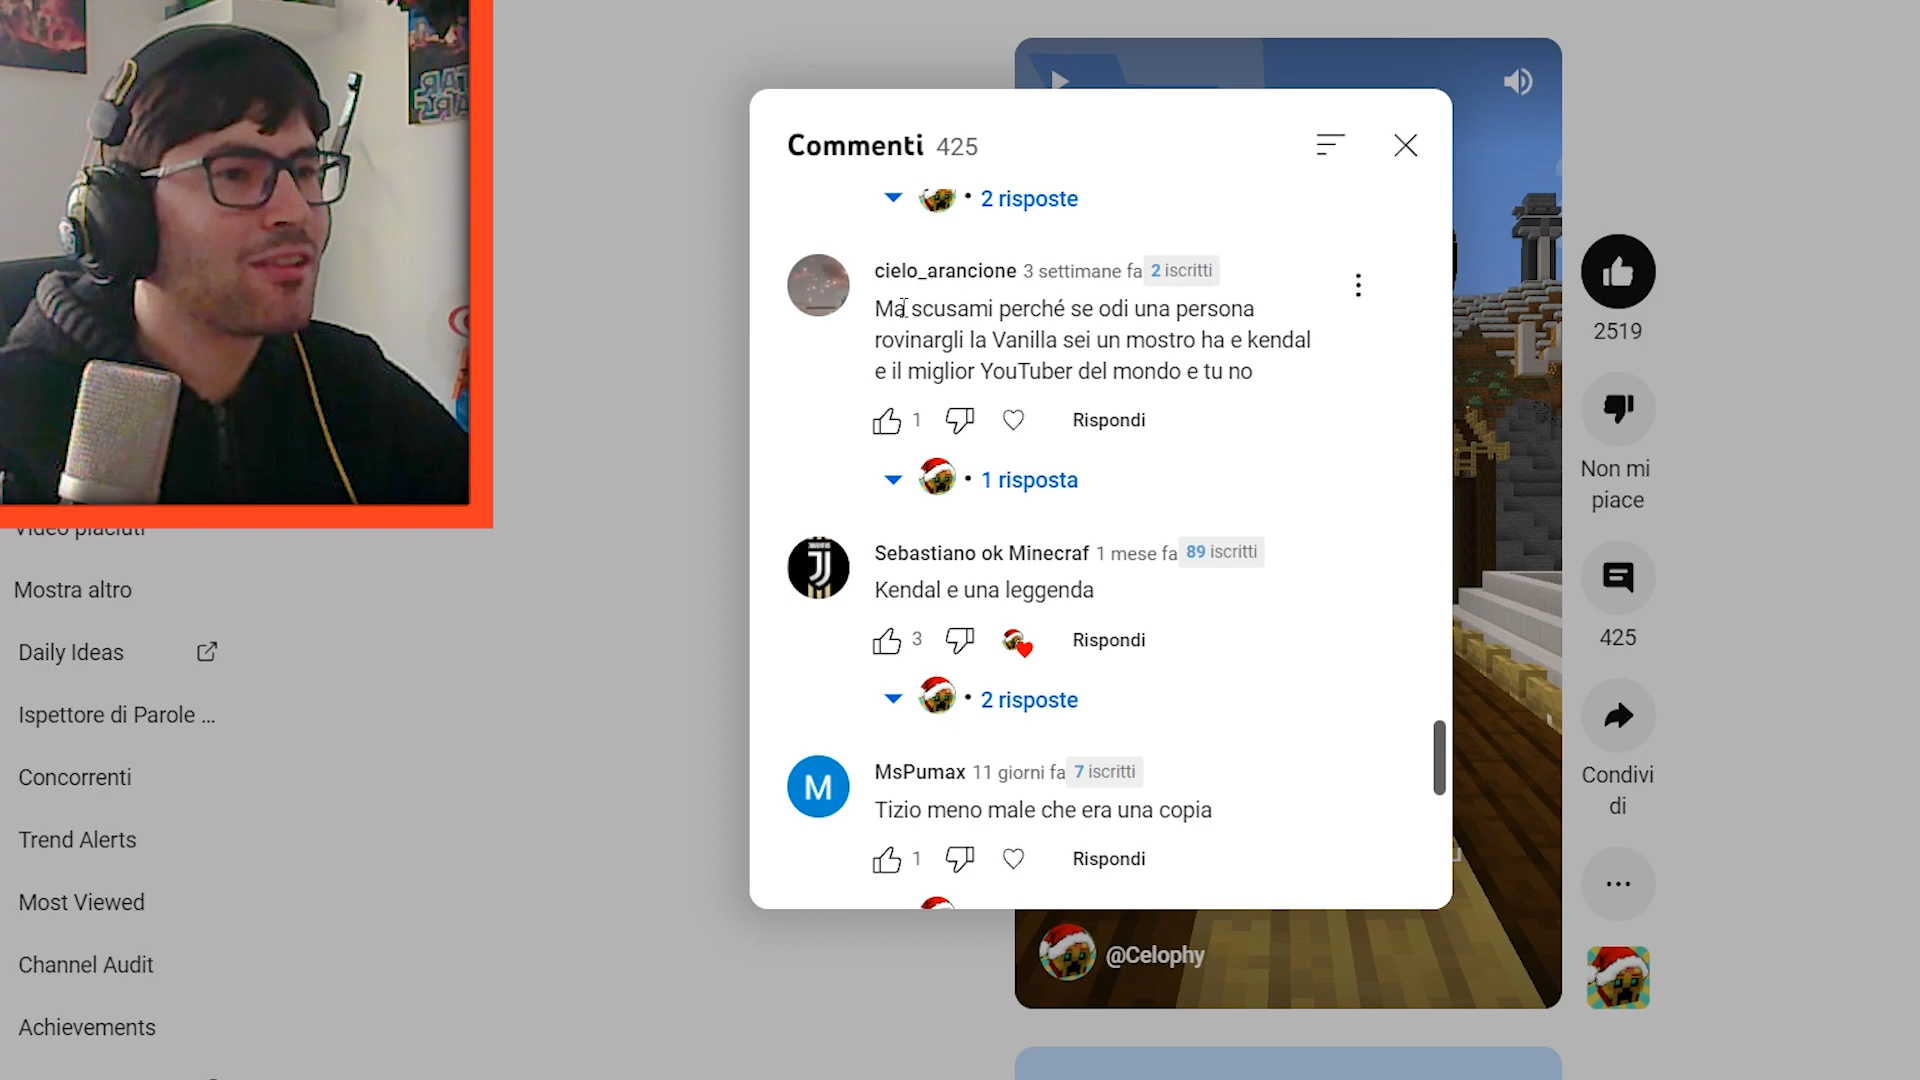 Commenti 425
2 risposte
cielo_arancione 3 settimane fa 2 iscritti
Ma scusami perché se odi una persona
rovinargli la Vanilla sei un mostro ha e kendal
e il miglior YouTuber del mondo e tu no
1 Rispondi
1 risposta
Sebastiano ok Minecraf 1 mese fa 89 iscritti
Kendal e una leggenda
3 Rispondi
2 risposte
MsPumax 11 giorni fa 7 iscritti
M
Tizio meno male che era una copia
1 Rispondi
@Celophy
2519
Non mi
piace
425
Condivi
di
Video piaciuti
Mostra altro
Daily Ideas
Ispettore di Parole ...
Concorrenti
Trend Alerts
Most Viewed
Channel Audit
Achievements